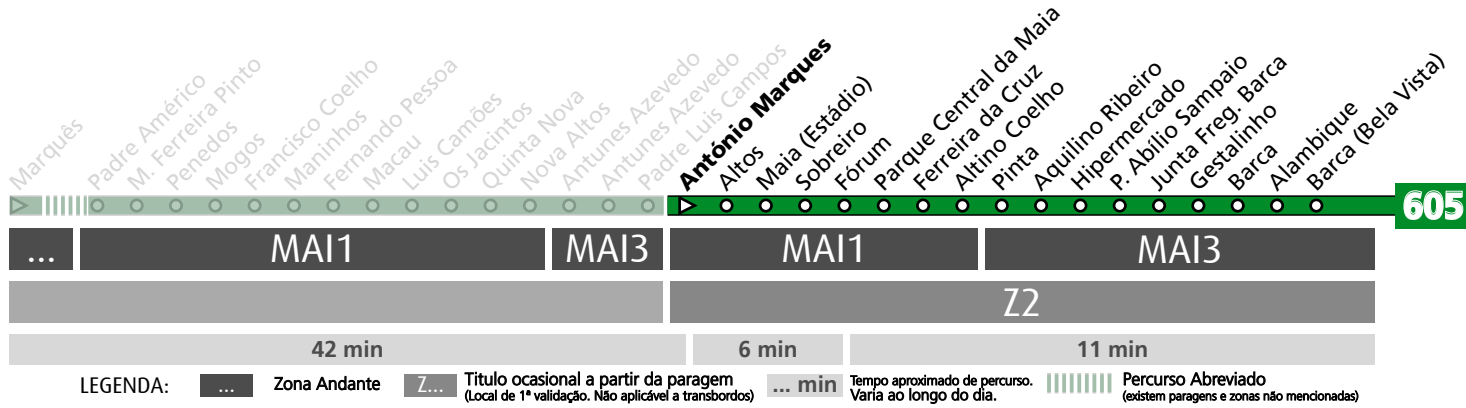 Marquês
Padre Américo
M. Ferreira Pinto
Penedos
Mogos
Francisco Coelho
Maninhos
Fernando Pessoa
Macau
Luis Camões
Os Jacintos
Quinta Nova
Nova Altos
Antunes Azevedo
Antunes Azevedo
Padre Luis Campos
António Marques
Altos
Maia (Estádio)
Sobreiro
Fórum
Parque Central da Maia
Ferreira da Cruz
Altino Coelho
Pinta
Aquilino Ribeiro
Hipermercado
P. Abílio Sampaio
Junta Freg. Barca
Gestalinho
Barca
Alambique
Barca (Bela Vista)
605
... MAI1 MAI3 MAI1 MAI3
Z2
42 min 6 min 11 min
LEGENDA:
... Zona Andante
Z... Titulo ocasional a partir da paragem
(Local de 1ª validação. Não aplicável a transbordos)
... min Tempo aproximado de percurso.
Varia ao longo do dia.
Percurso Abreviado
(existem paragens e zonas não mencionadas)